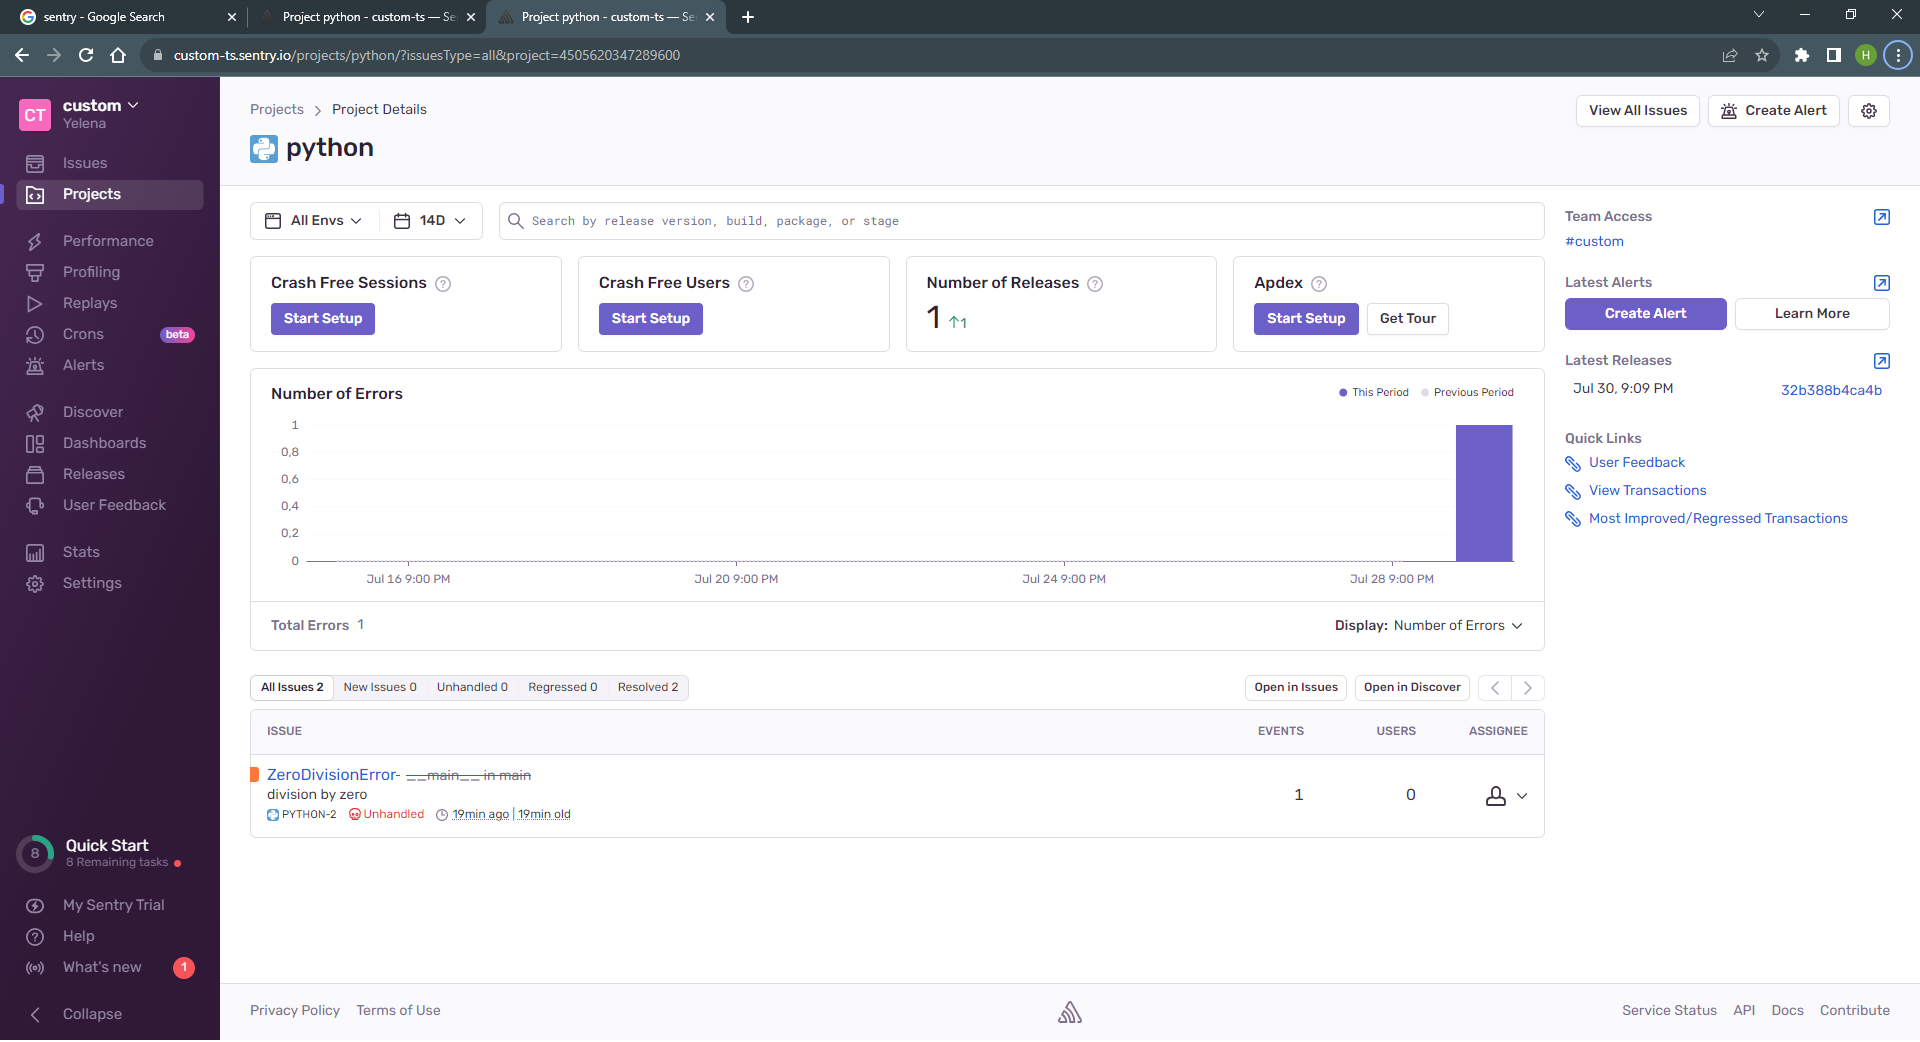 sentry - Google Search
Project python - custom-ts — Se
Project python - custom-ts — Se
custom-ts.sentry.io/projects/python/?issuesType=all&project=4505620347289600
H
CT
custom
Yelena
Issues
Projects
Performance
Profiling
Replays
Crons beta
Alerts
Discover
Dashboards
Releases
User Feedback
Stats
Settings
8
Quick Start
8 Remaining tasks
My Sentry Trial
Help
What's new 1
Collapse
Projects > Project Details
python
View All Issues
Create Alert
All Envs
14D
Search by release version, build, package, or stage
Crash Free Sessions ?
Start Setup
Crash Free Users ?
Start Setup
Number of Releases ?
1 ↑1
Apdex ?
Start Setup
Get Tour
Number of Errors
This Period
Previous Period
1
0,8
0,6
0,4
0,2
0
Jul 16 9:00 PM
Jul 20 9:00 PM
Jul 24 9:00 PM
Jul 28 9:00 PM
Total Errors 1
Display: Number of Errors
All Issues 2
New Issues 0
Unhandled 0
Regressed 0
Resolved 2
Open in Issues
Open in Discover
ISSUE
EVENTS
USERS
ASSIGNEE
ZeroDivisionError- __main__ in main
division by zero
PYTHON-2 Unhandled 19min ago | 19min old
1
0
Team Access
#custom
Latest Alerts
Create Alert
Learn More
Latest Releases
Jul 30, 9:09 PM
32b388b4ca4b
Quick Links
User Feedback
View Transactions
Most Improved/Regressed Transactions
Privacy Policy
Terms of Use
Service Status
API
Docs
Contribute